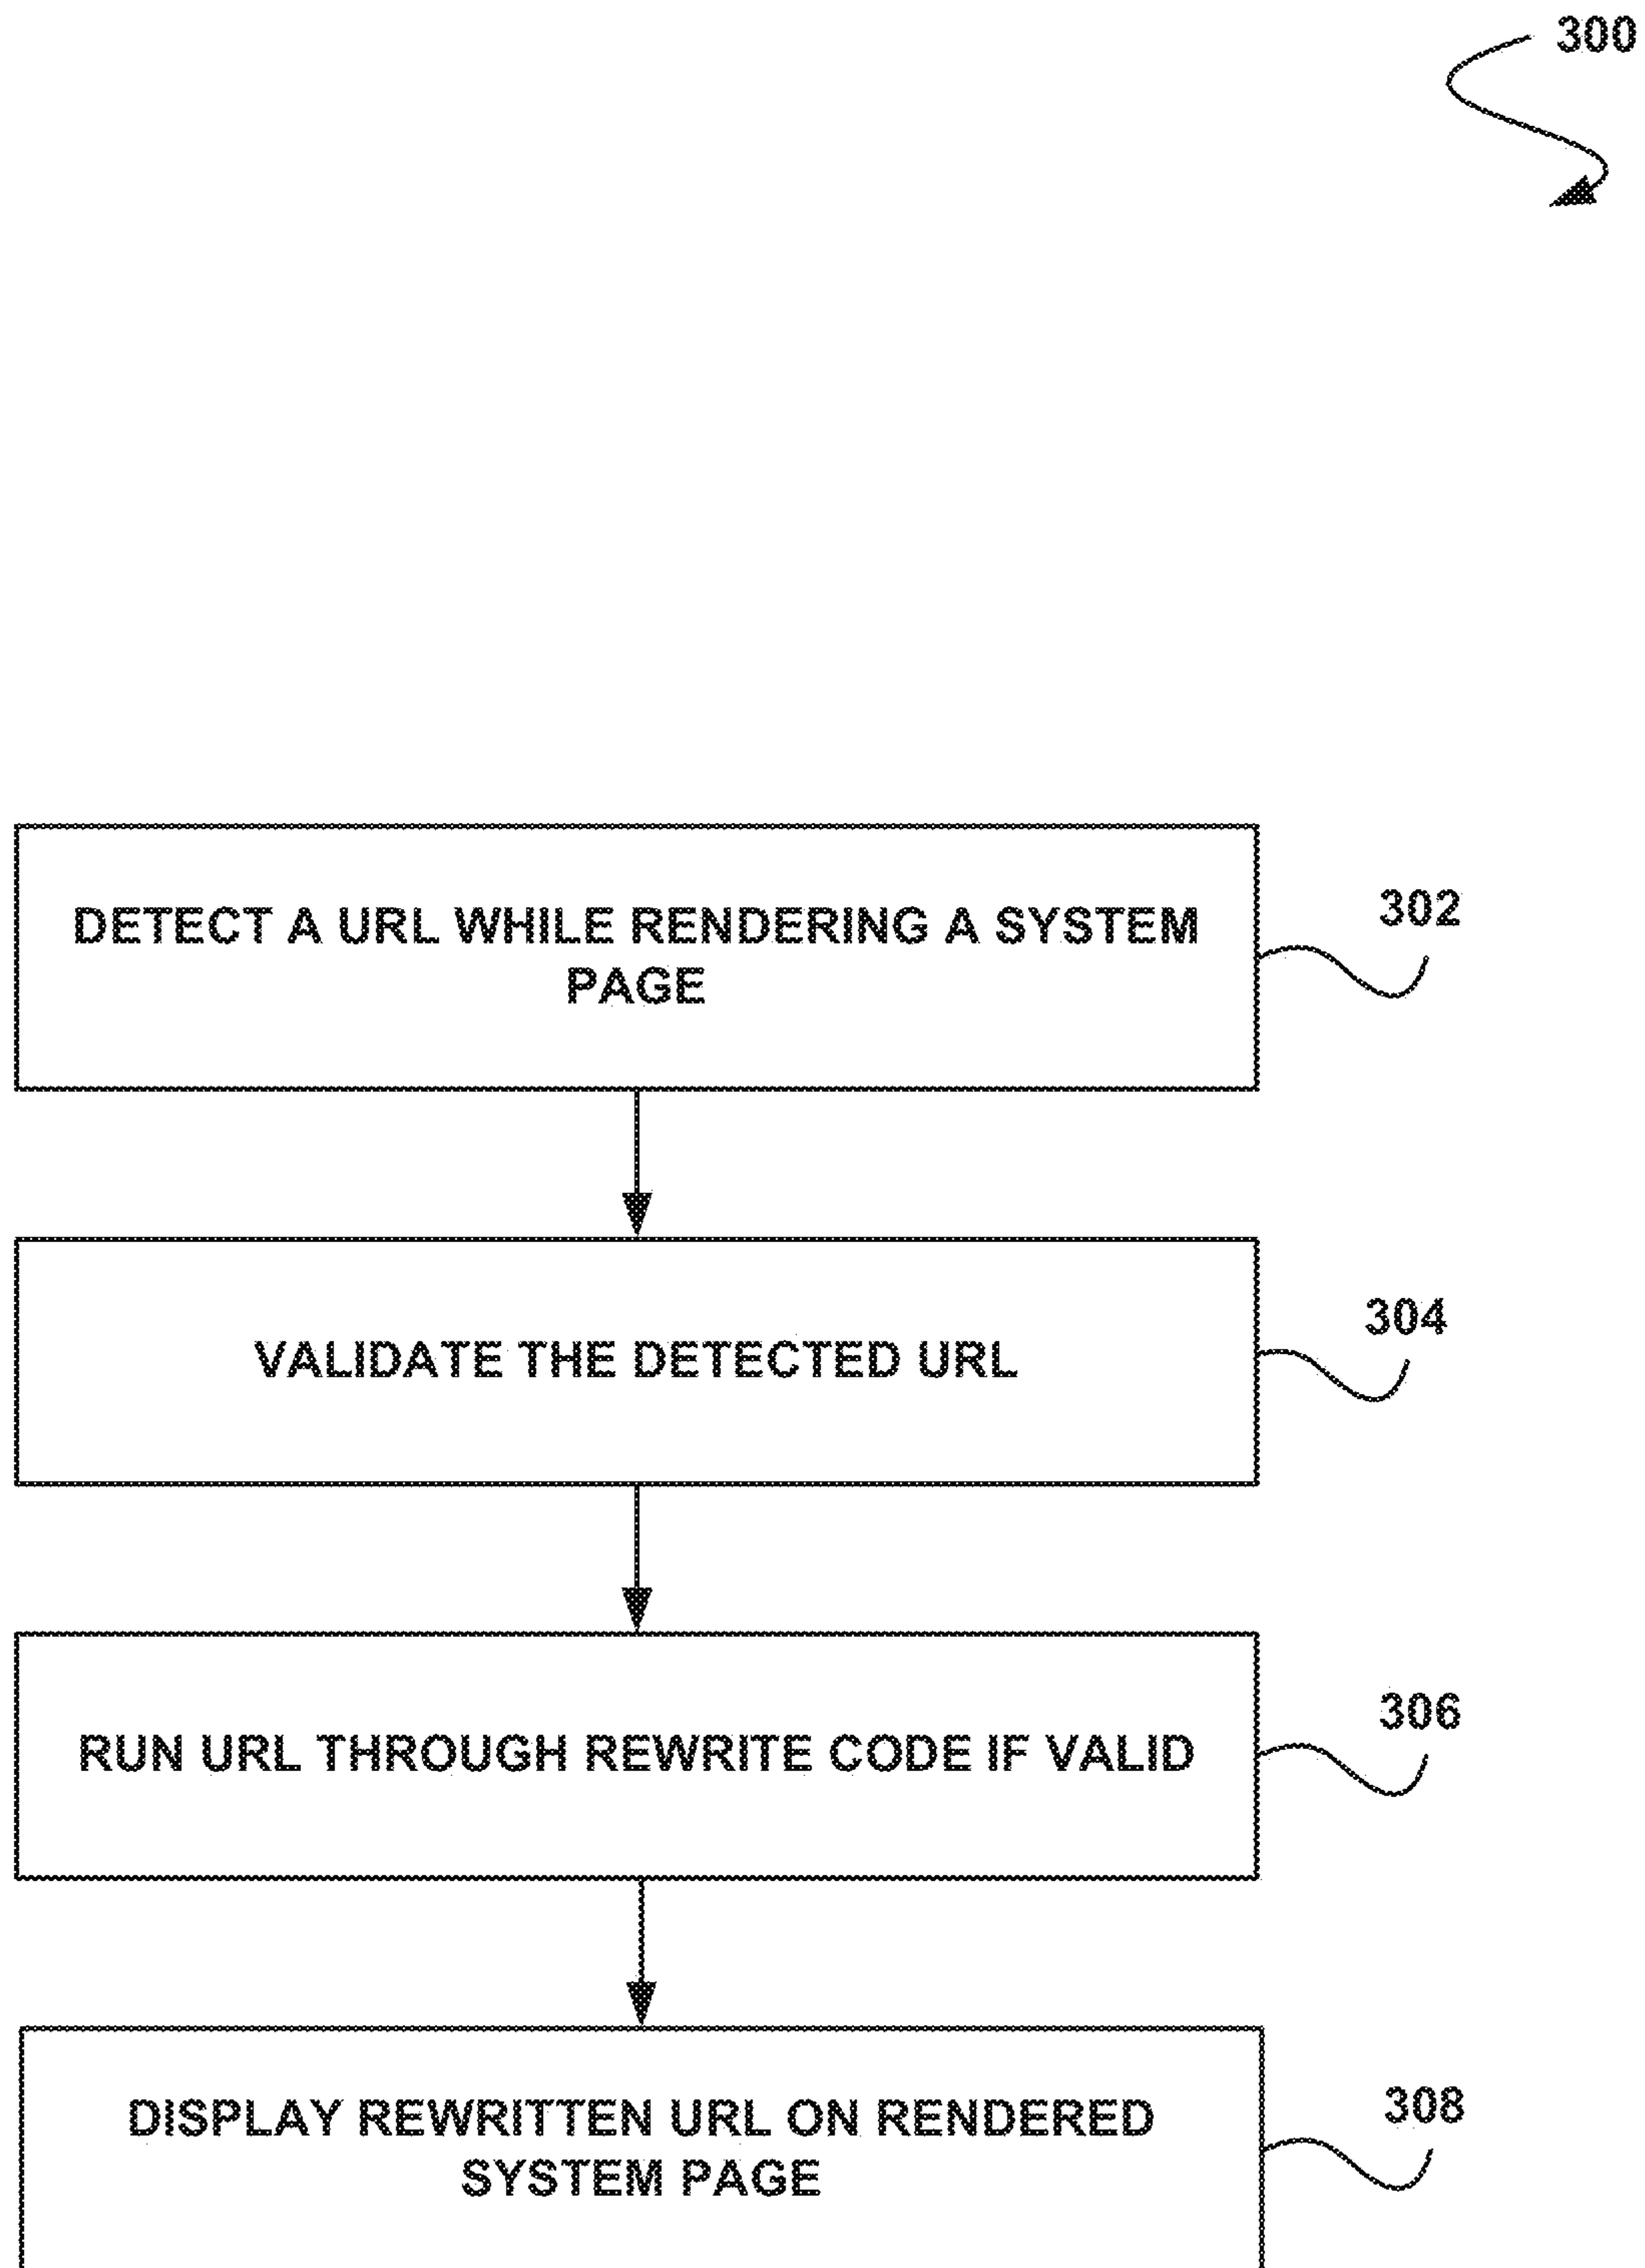 300
DETECT A URL WHILE RENDERING A SYSTEM
PAGE
302
VALIDATE THE DETECTED URL
304
RUN URL THROUGH REWRITE CODE IF VALID
306
DISPLAY REWRITTEN URL ON RENDERED
SYSTEM PAGE
308